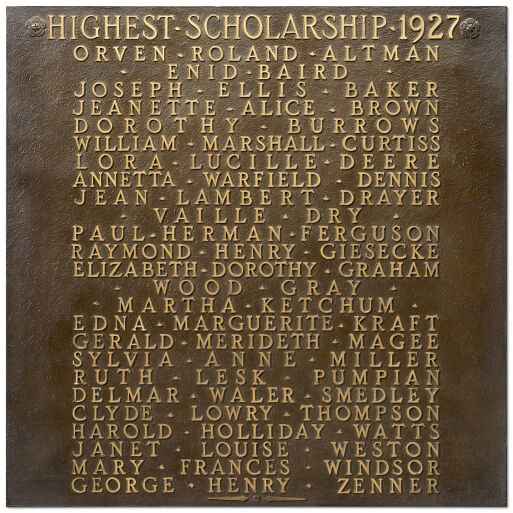 HIGHEST·SCHOLARSHIP·1927
ORVEN·ROLAND·ALTMAN
·ENID·BAIRD·
JOSEPH·ELLIS·BAKER
JEANETTE·ALICE·BROWN
DOROTHY·BURROWS
WILLIAM·MARSHALL·CURTISS
LORA·LUCILLE·DEERE
ANNETTA·WARFIELD·DENNIS
JEAN·LAMBERT·DRAYER
·VAILLE·DRY·
PAUL·HERMAN·FERGUSON
RAYMOND·HENRY·GIESECKE
ELIZABETH·DOROTHY·GRAHAM
·WOOD·GRAY·
·MARTHA·KETCHUM·
EDNA·MARGUERITE·KRAFT
GERALD·MERIDETH·MAGEE
SYLVIA·ANNE·MILLER
RUTH·LESK·PUMPIAN
DELMAR·WALER·SMEDLEY
CLYDE·LOWRY·THOMPSON
HAROLD·HOLLIDAY·WATTS
JANET·LOUISE·WESTON
MARY·FRANCES·WINDSOR
GEORGE·HENRY·ZENNER